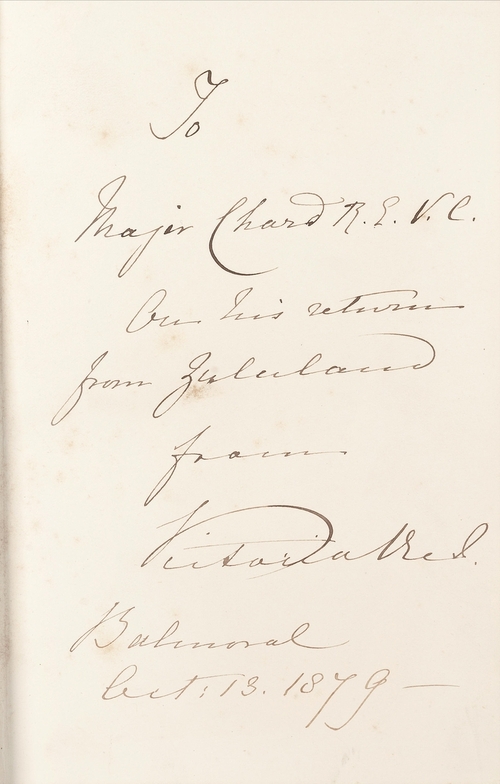 To
Major Chard R.E. V.C.
On his return
from Zululand
from
Victoria R&I.
Balmoral
Oct: 13. 1879 —